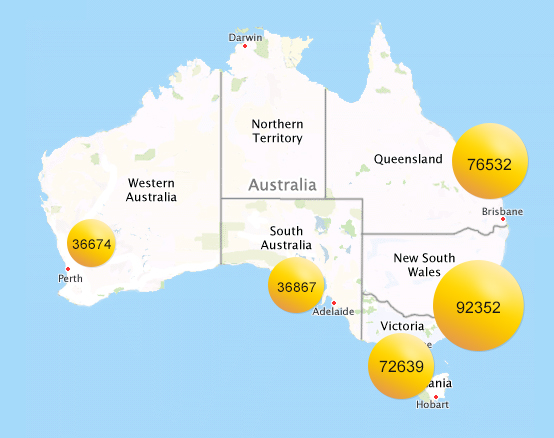 Darwin
Northern
Territory
Queensland
76532
Western
Australia
Australia
Brisbane
South
Australia
36674
New South
Wales
Perth
36867
92352
Adelaide
Victoria
ne
72639
ania
Hobart